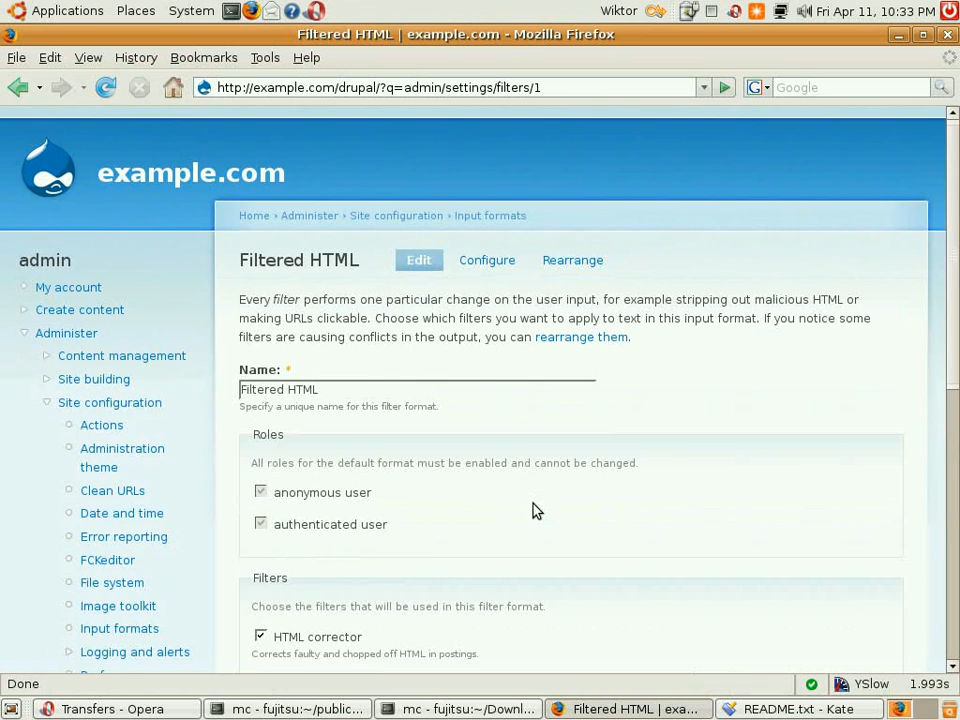 Applications Places System Wiktor Fri Apr 11, 10:33 PM
Filtered HTML | example.com - Mozilla Firefox
File Edit View History Bookmarks Tools Help
http://example.com/drupal/?q=admin/settings/filters/1 G Google
example.com
Home › Administer › Site configuration › Input formats
admin
My account
Create content
Administer
Content management
Site building
Site configuration
Actions
Administration
theme
Clean URLs
Date and time
Error reporting
FCKeditor
File system
Image toolkit
Input formats
Logging and alerts
Filtered HTML Edit Configure Rearrange
Every filter performs one particular change on the user input, for example stripping out malicious HTML or
making URLs clickable. Choose which filters you want to apply to text in this input format. If you notice some
filters are causing conflicts in the output, you can rearrange them.
Name: *
Filtered HTML
Specify a unique name for this filter format.
Roles
All roles for the default format must be enabled and cannot be changed.
anonymous user
authenticated user
Filters
Choose the filters that will be used in this filter format.
HTML corrector
Corrects faulty and chopped off HTML in postings.
Done YSlow 1.993s
Transfers - Opera mc - fujitsu:~/public... mc - fujitsu:~/Downl... Filtered HTML | exa... README.txt - Kate